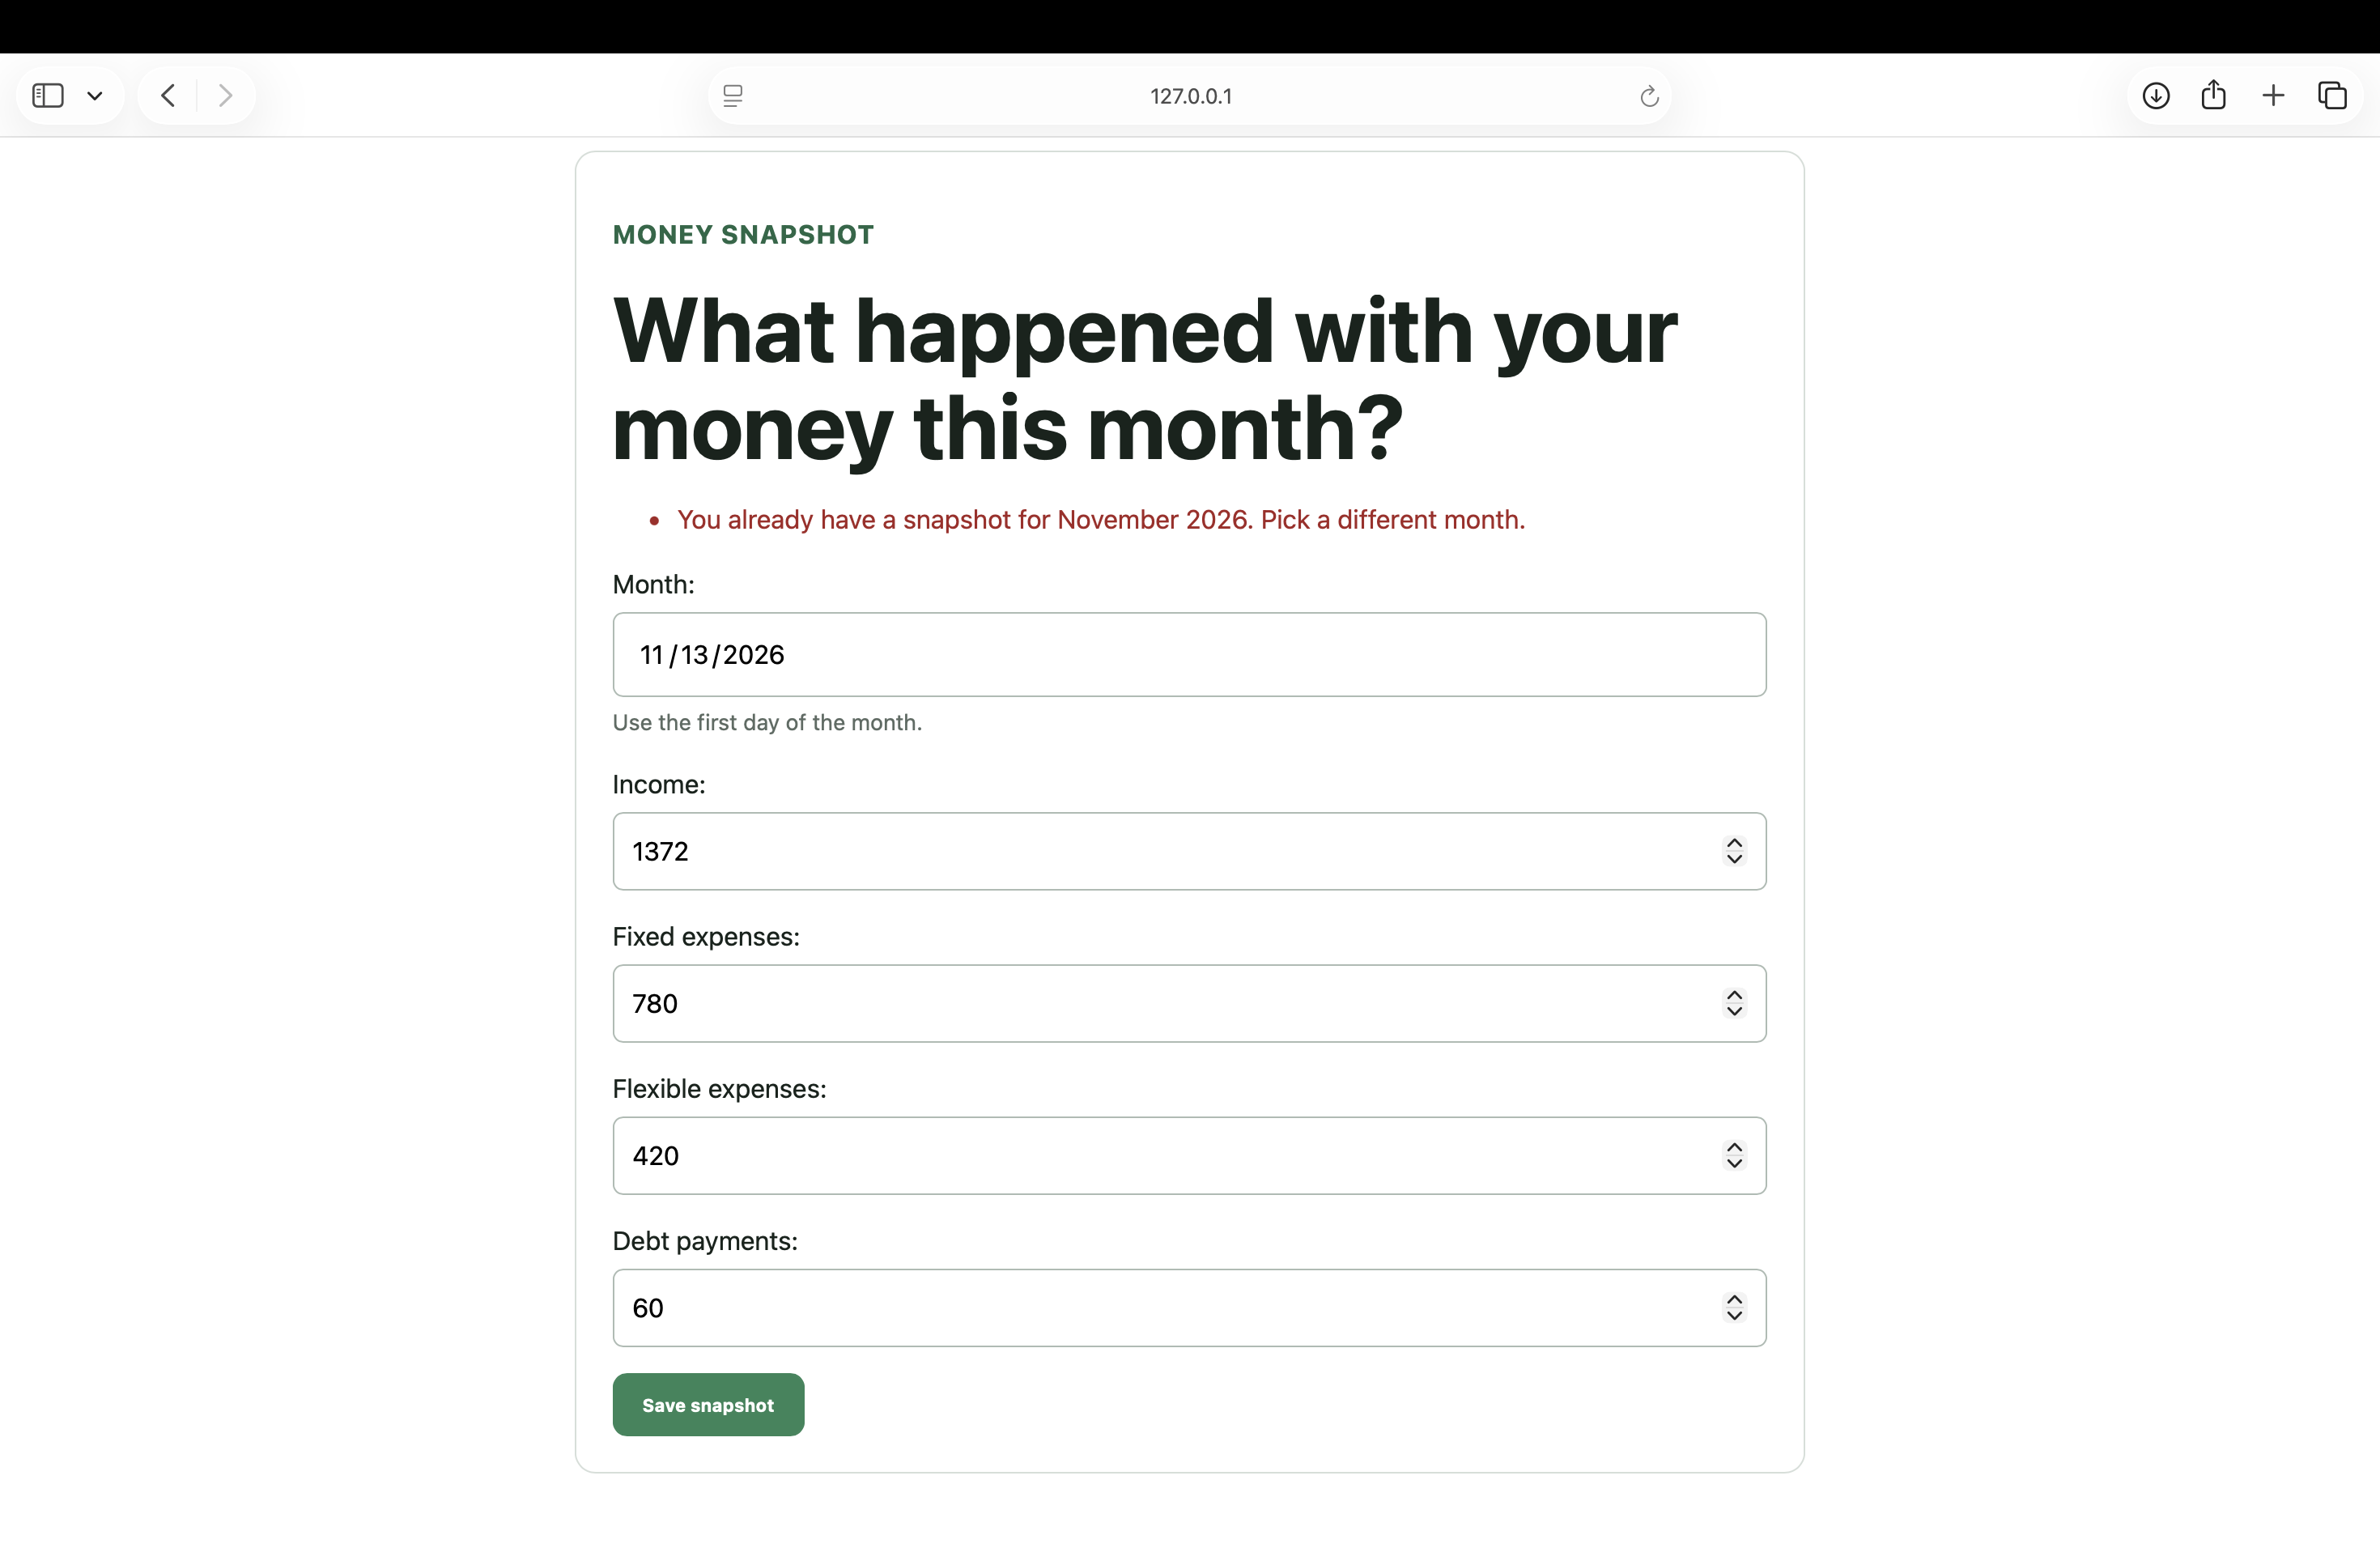 127.0.0.1
MONEY SNAPSHOT
What happened with your
money this month?
• You already have a snapshot for November 2026. Pick a different month.
Month:
11/13/2026
Use the first day of the month.
Income:
1372
Fixed expenses:
780
Flexible expenses:
420
Debt payments:
60
Save snapshot